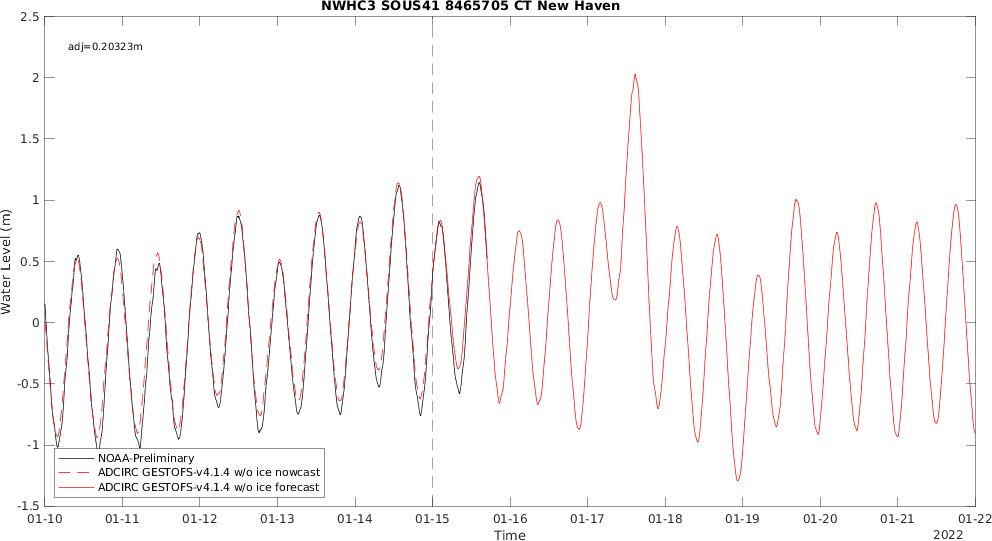 NWHC3 SOUS41 8465705 CT New Haven
adj=0.20323m
Water Level (m)
2.5
2
1.5
1
0.5
0
-0.5
-1
-1.5
NOAA-Preliminary
ADCIRC GESTOFS-v4.1.4 w/o ice nowcast
ADCIRC GESTOFS-v4.1.4 w/o ice forecast
01-10 01-11 01-12 01-13 01-14 01-15 01-16 01-17 01-18 01-19 01-20 01-21 01-22
Time
2022